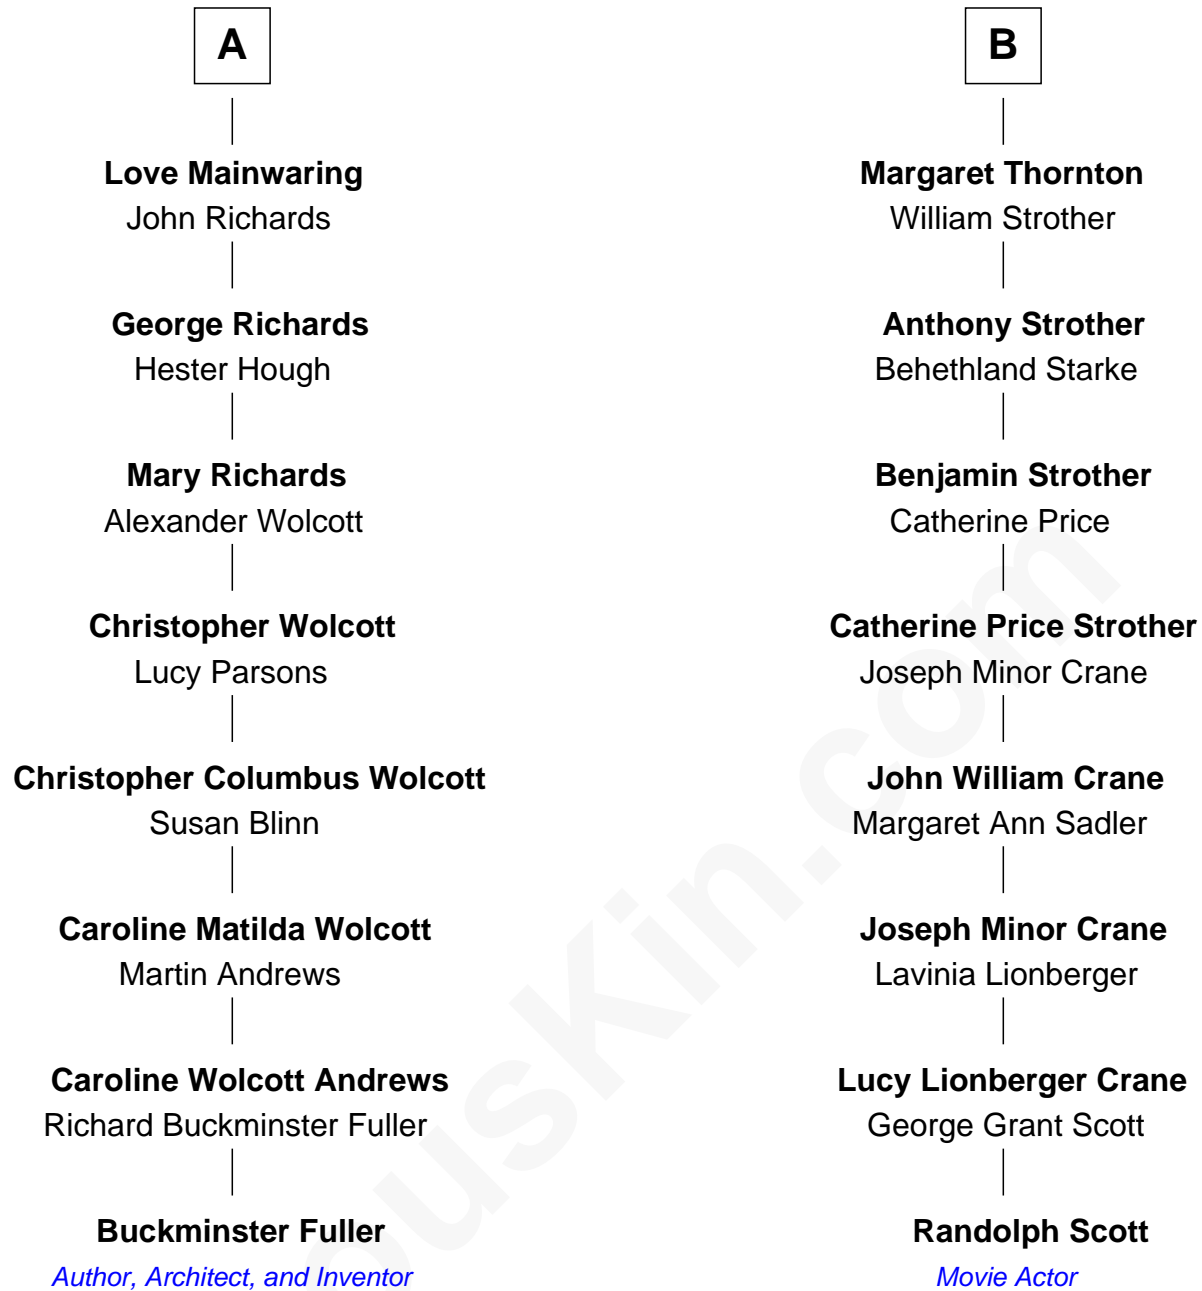 A
Love Mainwaring
John Richards
George Richards
Hester Hough
Mary Richards
Alexander Wolcott
Christopher Wolcott
Lucy Parsons
Christopher Columbus Wolcott
Susan Blinn
Caroline Matilda Wolcott
Martin Andrews
Caroline Wolcott Andrews
Richard Buckminster Fuller
Buckminster Fuller
Author, Architect, and Inventor
B
Margaret Thornton
William Strother
Anthony Strother
Behethland Starke
Benjamin Strother
Catherine Price
Catherine Price Strother
Joseph Minor Crane
John William Crane
Margaret Ann Sadler
Joseph Minor Crane
Lavinia Lionberger
Lucy Lionberger Crane
George Grant Scott
Randolph Scott
Movie Actor
ousKin.com